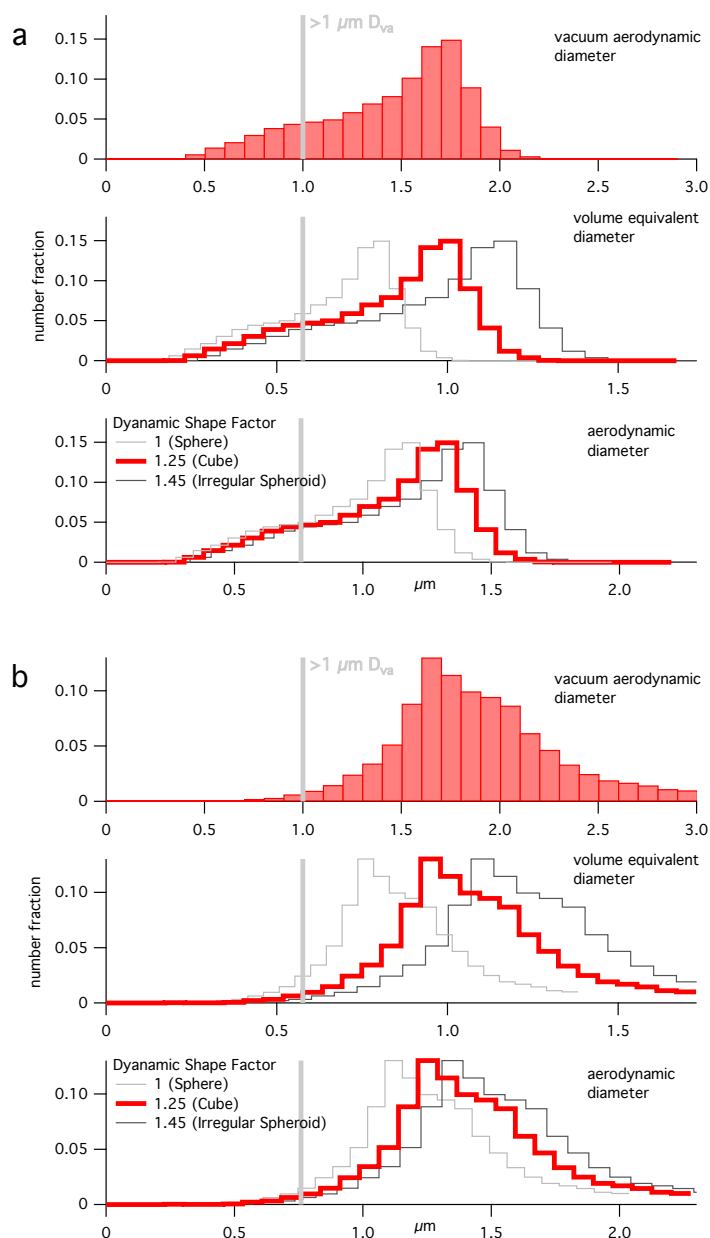 a
>1 µm Dva
vacuum aerodynamic
diameter
0.15
0.10
0.05
0
0 0.5 1.0 1.5 2.0 2.5 3.0
volume equivalent
diameter
number fraction
0.15
0.10
0.05
0
0 0.5 1.0 1.5
Dyanamic Shape Factor
1 (Sphere)
1.25 (Cube)
1.45 (Irregular Spheroid)
aerodynamic
diameter
0.15
0.10
0.05
0
0 0.5 1.0 1.5 2.0
µm
b
>1 µm Dva
vacuum aerodynamic
diameter
0.10
0.05
0
0 0.5 1.0 1.5 2.0 2.5 3.0
volume equivalent
diameter
number fraction
0.10
0.05
0
0 0.5 1.0 1.5
Dyanamic Shape Factor
1 (Sphere)
1.25 (Cube)
1.45 (Irregular Spheroid)
aerodynamic
diameter
0.10
0.05
0
0 0.5 1.0 1.5 2.0
µm